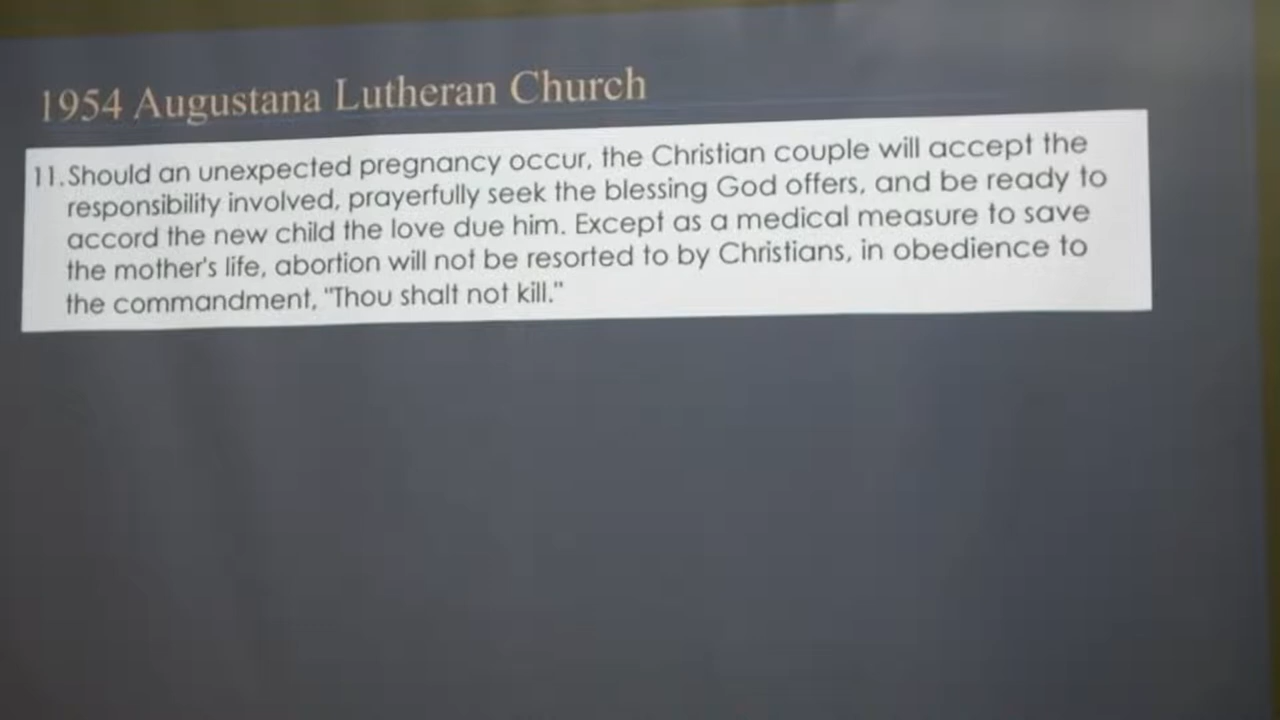 1954 Augustana Lutheran Church
11. Should an unexpected pregnancy occur, the Christian couple will accept the
responsibility involved, prayerfully seek the blessing God offers, and be ready to
accord the new child the love due him. Except as a medical measure to save
the mother's life, abortion will not be resorted to by Christians, in obedience to
the commandment, "Thou shalt not kill."